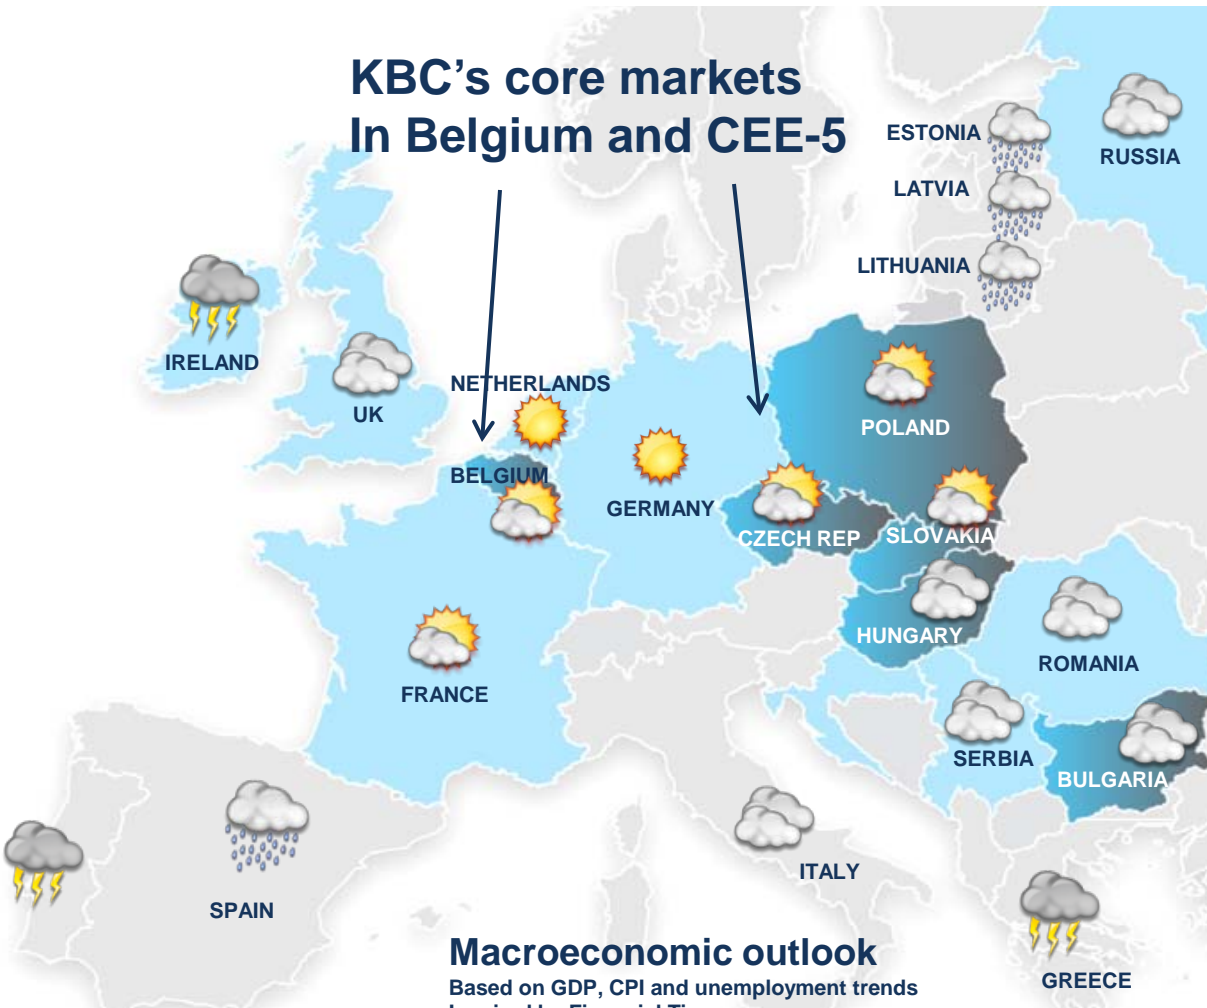 KBC's core markets
In Belgium and CEE-5
ESTONIA
RUSSIA
LATVIA
LITHUANIA
IRELAND
NETHERLANDS
UK
POLAND
BELGIUM
GERMANY
CZECH REP
SLOVAKIA
HUNGARY
ROMANIA
FRANCE
SERBIA
BULGARIA
ITALY
SPAIN
Macroeconomic outlook
GREECE
Based on GDP, CPI and unemployment trends